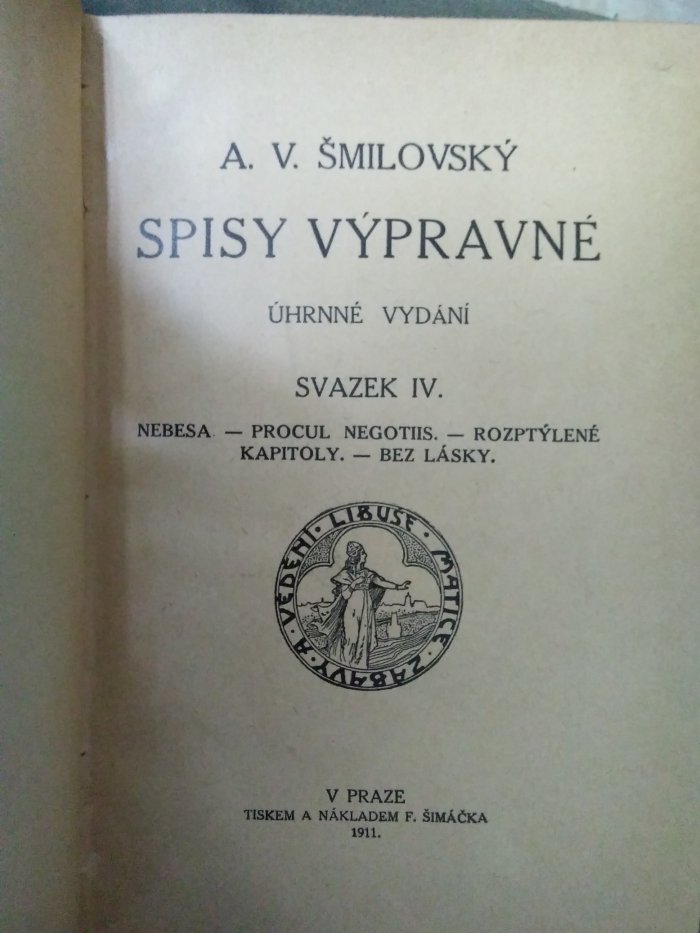 A. V. ŠMILOVSKÝ
SPISY VÝPRAVNÉ
ÚHRNNÉ VYDÁNÍ
SVAZEK IV.
NEBESA — PROCUL NEGOTIIS. — ROZPTÝLENÉ
KAPITOLY. — BEZ LÁSKY.
LIBUŠE · MATICE · ZÁBAVY · A · VĚDĚNÍ ·
V PRAZE
TISKEM A NÁKLADEM F. ŠIMÁČKA
1911.